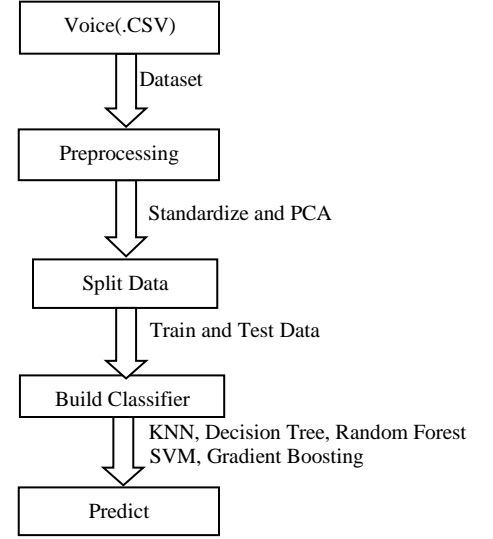 Voice(.CSV)
Dataset
Preprocessing
Standardize and PCA
Split Data
Train and Test Data
Build Classifier
KNN, Decision Tree, Random Forest
SVM, Gradient Boosting
Predict